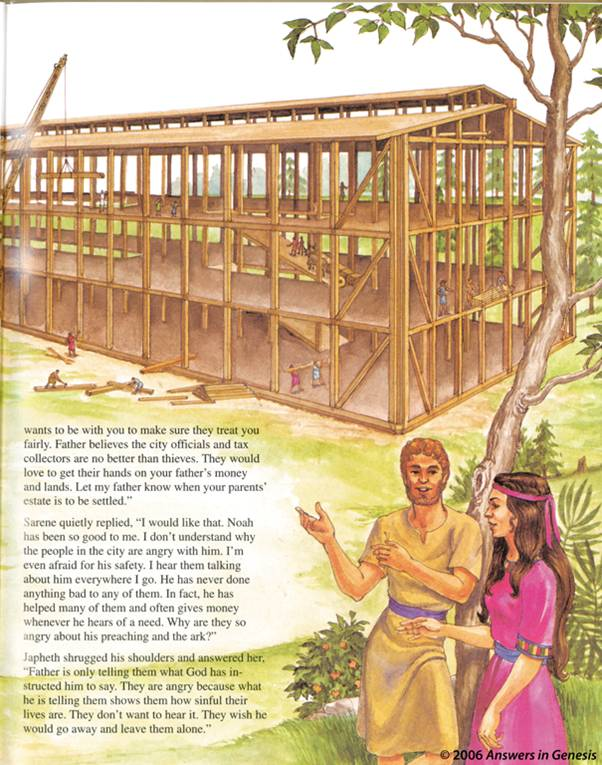 wants to be with you to make sure they treat you
fairly. Father believes the city officials and tax
collectors are no better than thieves. They would
love to get their hands on your father's money
and lands. Let my father know when your parents'
estate is to be settled.”
Sarene quietly replied, “I would like that. Noah
has been so good to me. I don't understand why
the people in the city are angry with him. I'm
even afraid for his safety. I hear them talking
about him everywhere I go. He has never done
anything bad to any of them. In fact, he has
helped many of them and often gives money
whenever he hears of a need. Why are they so
angry about his preaching and the ark?”
Japheth shrugged his shoulders and answered her,
“Father is only telling them what God has in-
structed him to say. They are angry because what
he is telling them shows them how sinful their
lives are. They don't want to hear it. They wish he
would go away and leave them alone.”
© 2006 Answers in Genesis